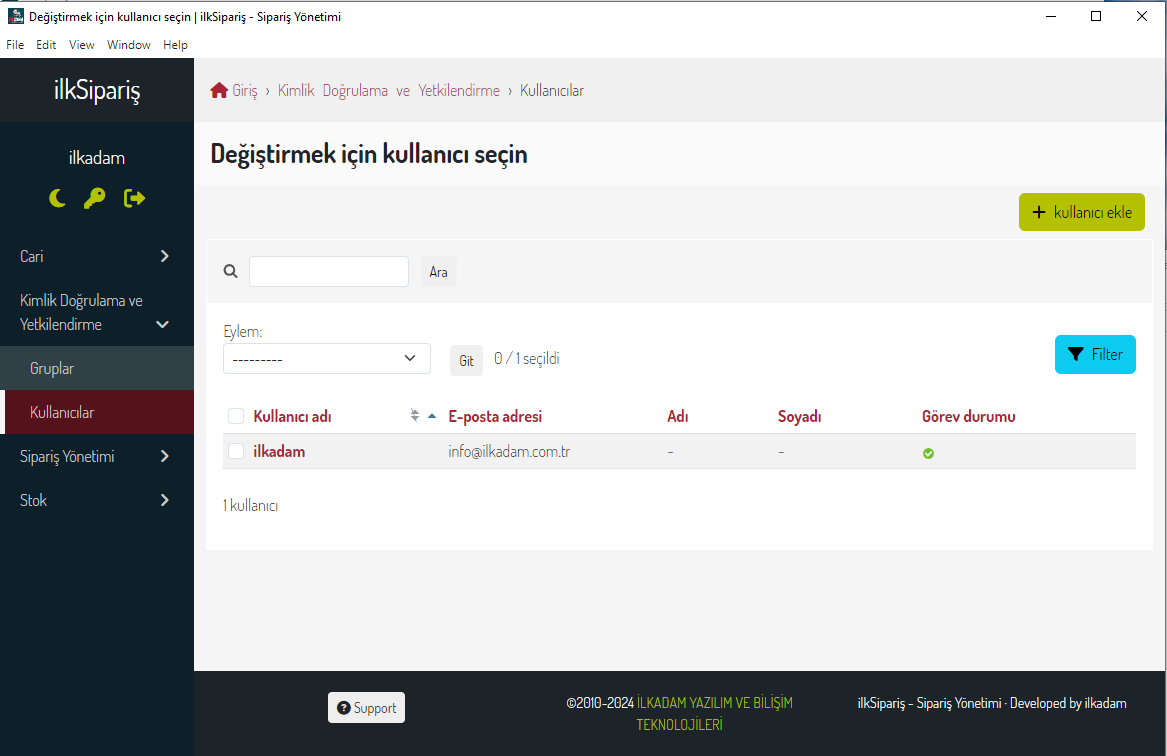 Değiştirmek için kullanıcı seçin | ilkSipariş - Sipariş Yönetimi
File Edit View Window Help
ilkSipariş
ilkadam
Cari
Kimlik Doğrulama ve
Yetkilendirme
Gruplar
Kullanıcılar
Sipariş Yönetimi
Stok
Giriş › Kimlik Doğrulama ve Yetkilendirme › Kullanıcılar
Değiştirmek için kullanıcı seçin
+ kullanıcı ekle
Ara
Eylem:
---------
Git
0 / 1 seçildi
Filter
Kullanıcı adı E-posta adresi Adı Soyadı Görev durumu
ilkadam info@ilkadam.com.tr - -
1 kullanıcı
Support
©2010-2024 İLKADAM YAZILIM VE BİLİŞİM
TEKNOLOJİLERİ
ilkSipariş - Sipariş Yönetimi · Developed by ilkadam